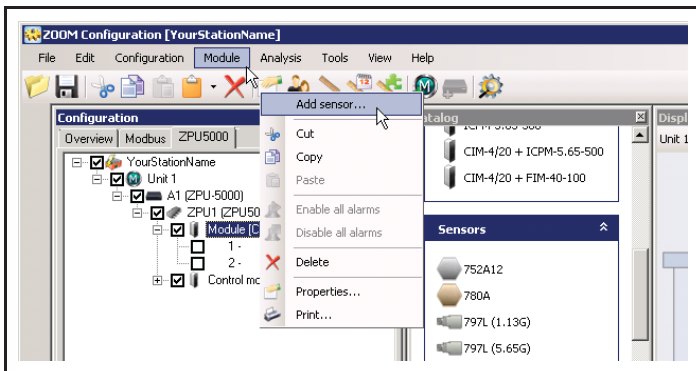 ZOOM Configuration [YourStationName]
File Edit Configuration Module Analysis Tools View Help
Configuration
Overview Modbus ZPU5000
YourStationName
Unit 1
A1 (ZPU-5000)
ZPU1 (ZPU50
Module [C
1 -
2 -
Control mo
Add sensor...
Cut
Copy
Paste
Enable all alarms
Disable all alarms
Delete
Properties...
Print...
atalog
CIM-4/20 + ICPM-5.65-500
CIM-4/20 + FIM-40-100
Sensors
752A12
780A
797L (1.13G)
797L (5.65G)
Displ
Unit 1